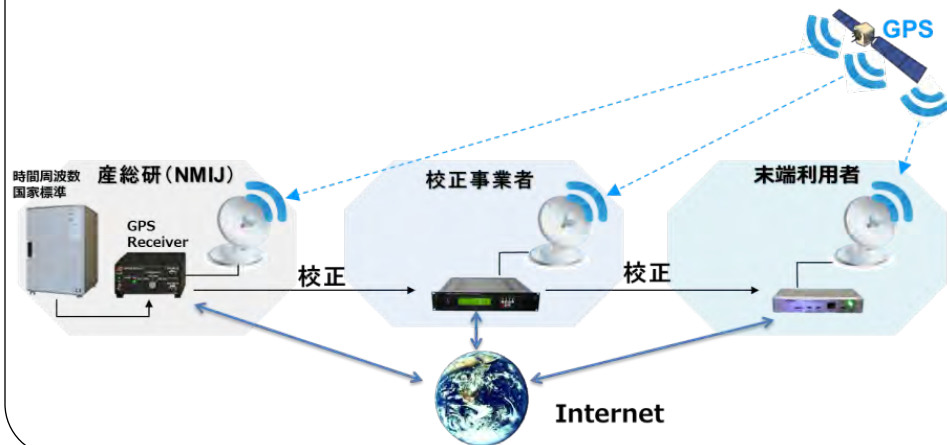 GPS
時間周波数
国家標準
産総研（NMIJ）
GPS
Receiver
校正
校正事業者
校正
末端利用者
Internet